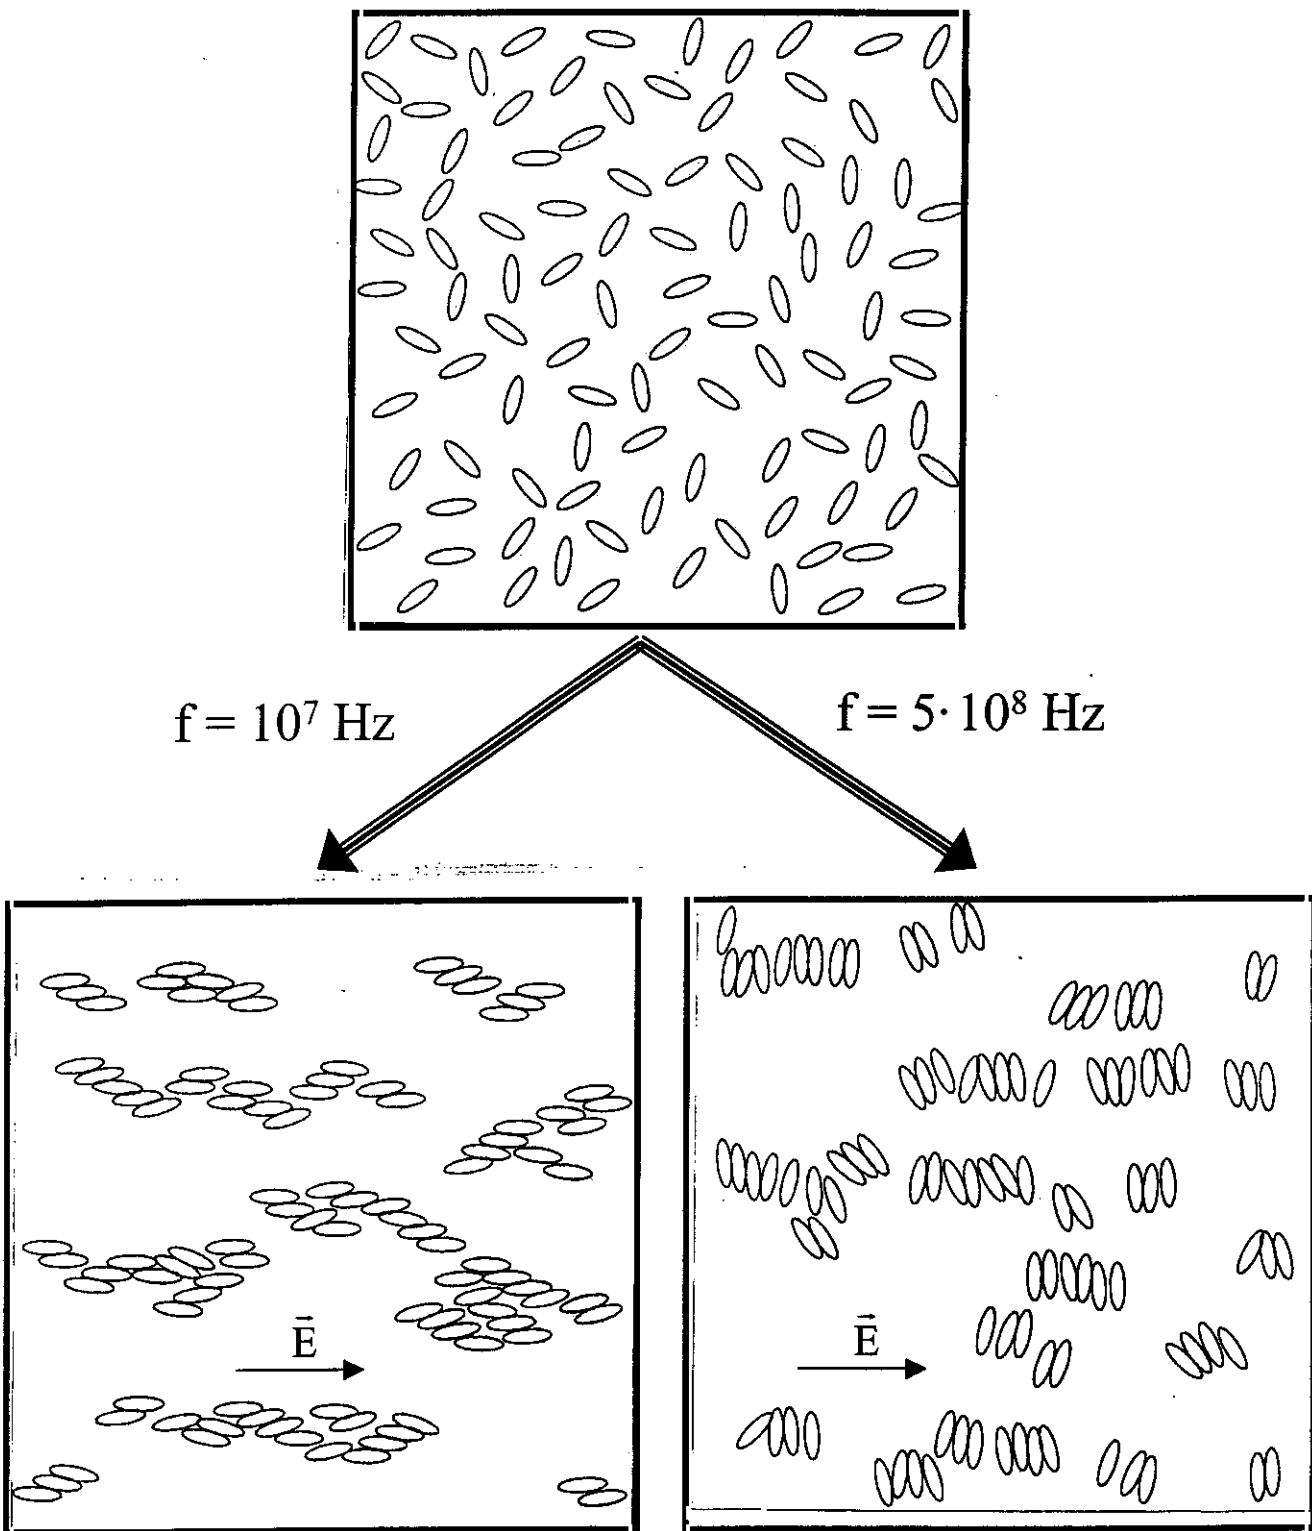 f = 10⁷ Hz
f = 5· 10⁸ Hz
E⃗
E⃗